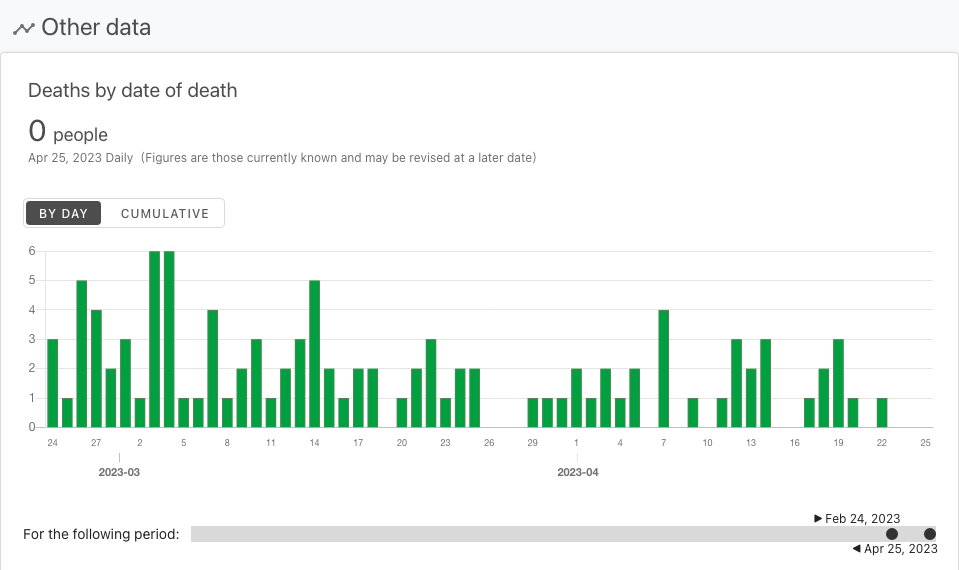 Other data
Deaths by date of death
0 people
Apr 25, 2023 Daily (Figures are those currently known and may be revised at a later date)
BY DAY CUMULATIVE
6
5
4
3
2
1
0
24 27 2 5 8 11 14 17 20 23 26 29 1 4 7 10 13 16 19 22 25
2023-03 2023-04
▶ Feb 24, 2023
For the following period:
◀ Apr 25, 2023